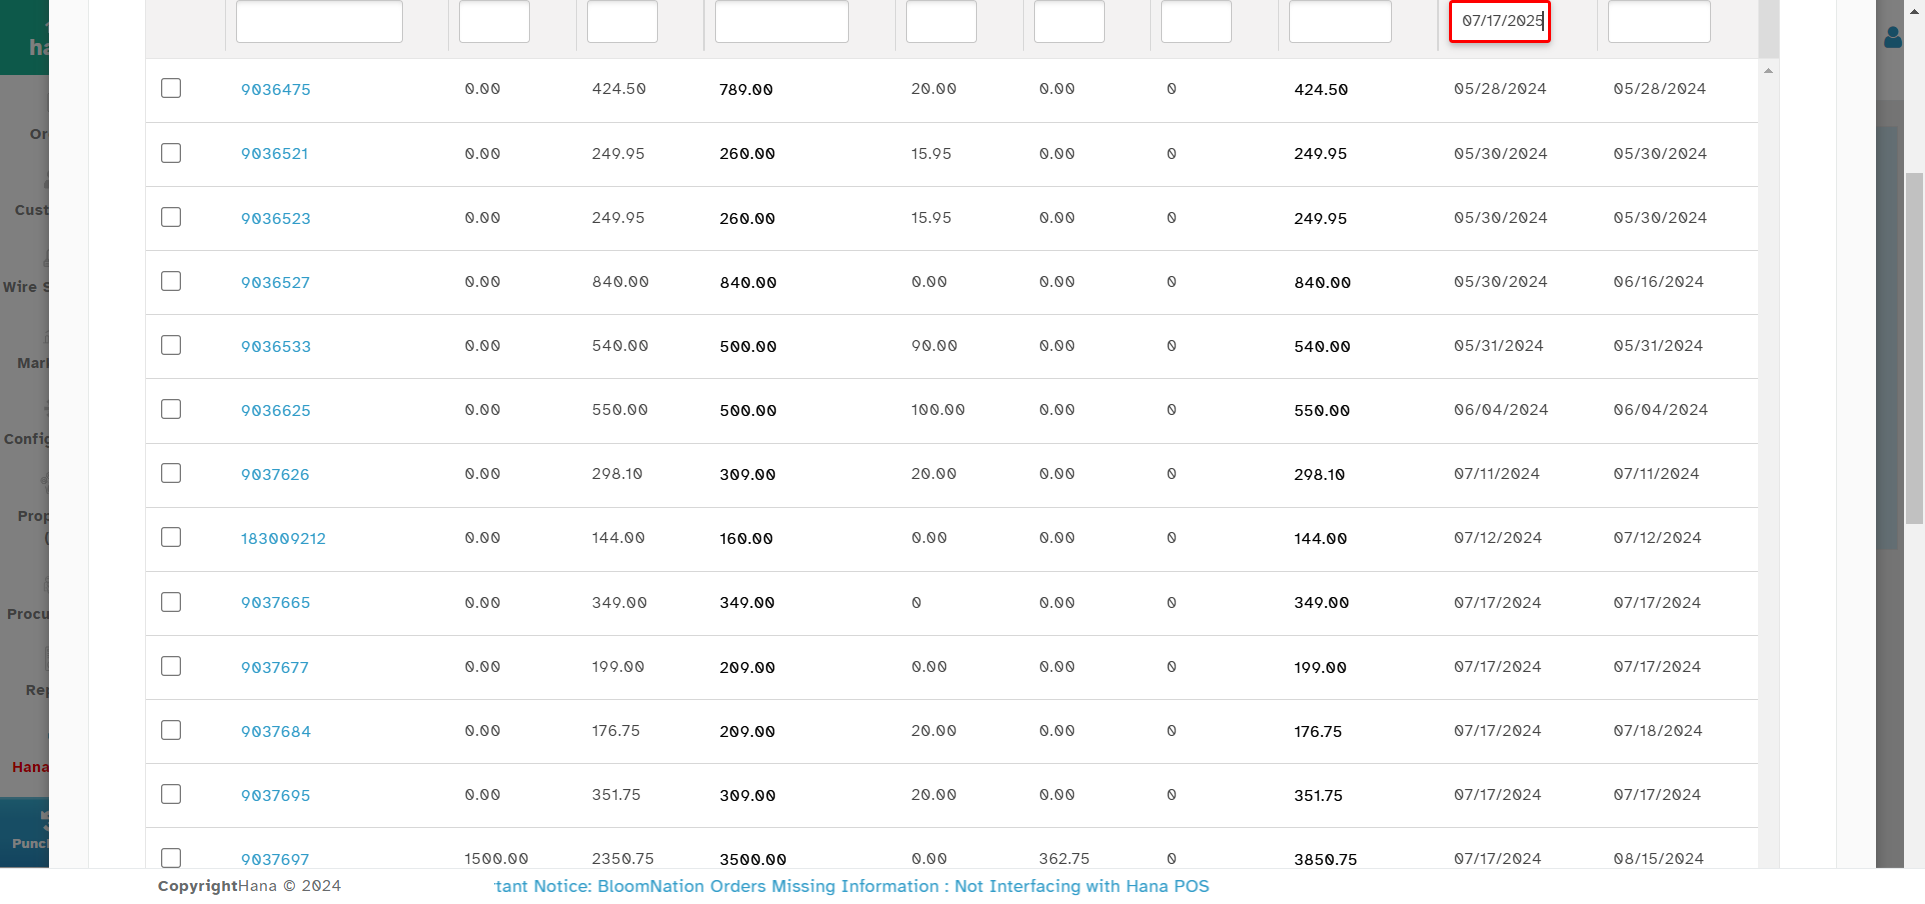 07/17/2025
9036475 0.00 424.50 789.00 20.00 0.00 0 424.50 05/28/2024 05/28/2024
9036521 0.00 249.95 260.00 15.95 0.00 0 249.95 05/30/2024 05/30/2024
9036523 0.00 249.95 260.00 15.95 0.00 0 249.95 05/30/2024 05/30/2024
9036527 0.00 840.00 840.00 0.00 0.00 0 840.00 05/30/2024 06/16/2024
9036533 0.00 540.00 500.00 90.00 0.00 0 540.00 05/31/2024 05/31/2024
9036625 0.00 550.00 500.00 100.00 0.00 0 550.00 06/04/2024 06/04/2024
9037626 0.00 298.10 309.00 20.00 0.00 0 298.10 07/11/2024 07/11/2024
183009212 0.00 144.00 160.00 0.00 0.00 0 144.00 07/12/2024 07/12/2024
9037665 0.00 349.00 349.00 0 0.00 0 349.00 07/17/2024 07/17/2024
9037677 0.00 199.00 209.00 0.00 0.00 0 199.00 07/17/2024 07/17/2024
9037684 0.00 176.75 209.00 20.00 0.00 0 176.75 07/17/2024 07/18/2024
9037695 0.00 351.75 309.00 20.00 0.00 0 351.75 07/17/2024 07/17/2024
9037697 1500.00 2350.75 3500.00 0.00 362.75 0 3850.75 07/17/2024 08/15/2024
ha
Or
Cust
Wire S
Mar
Config
Prop
(
Procu
Rep
Hana
Punc
CopyrightHana © 2024
tant Notice: BloomNation Orders Missing Information : Not Interfacing with Hana POS